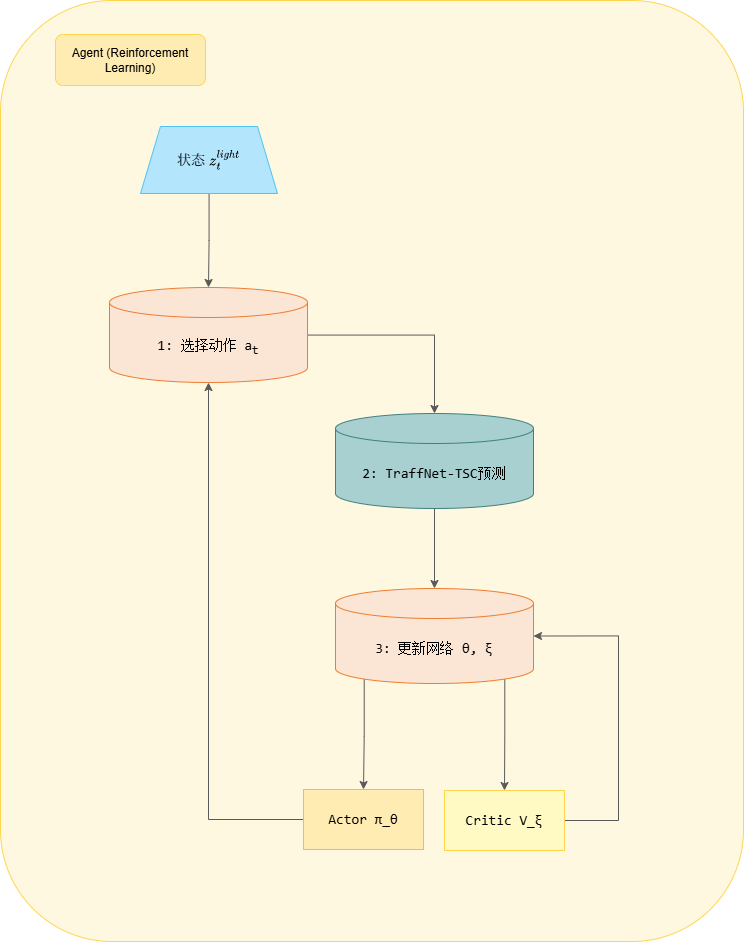 Agent (Reinforcement
Learning)
状态 z_t^{light}
1: 选择动作 a_t
2: TraffNet-TSC预测
3: 更新网络 θ, ξ
Actor π_θ
Critic V_ξ